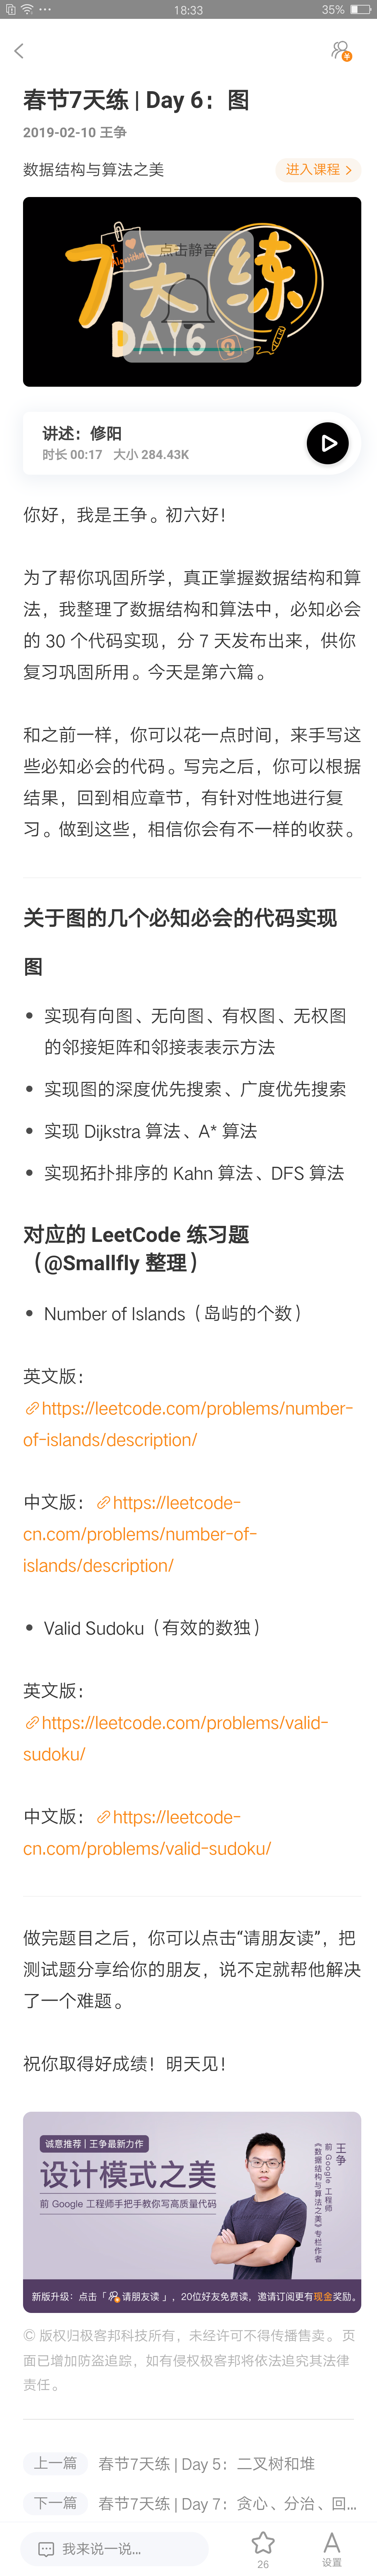 18:33
35%
春节7天练 | Day 6：图
2019-02-10 王争
数据结构与算法之美
进入课程
I
Algorithm
7天练
DAY6
点击静音
讲述：修阳
时长 00:17 大小 284.43K
你好，我是王争。初六好！
为了帮你巩固所学，真正掌握数据结构和算
法，我整理了数据结构和算法中，必知必会
的 30 个代码实现，分 7 天发布出来，供你
复习巩固所用。今天是第六篇。
和之前一样，你可以花一点时间，来手写这
些必知必会的代码。写完之后，你可以根据
结果，回到相应章节，有针对性地进行复
习。做到这些，相信你会有不一样的收获。
关于图的几个必知必会的代码实现
图
• 实现有向图、无向图、有权图、无权图
的邻接矩阵和邻接表表示方法
• 实现图的深度优先搜索、广度优先搜索
• 实现 Dijkstra 算法、A* 算法
• 实现拓扑排序的 Kahn 算法、DFS 算法
对应的 LeetCode 练习题
（@Smallfly 整理）
• Number of Islands（岛屿的个数）
英文版：
https://leetcode.com/problems/number-
of-islands/description/
中文版：https://leetcode-
cn.com/problems/number-of-
islands/description/
• Valid Sudoku（有效的数独）
英文版：
https://leetcode.com/problems/valid-
sudoku/
中文版：https://leetcode-
cn.com/problems/valid-sudoku/
做完题目之后，你可以点击“请朋友读”，把
测试题分享给你的朋友，说不定就帮他解决
了一个难题。
祝你取得好成绩！明天见！
诚意推荐 | 王争最新力作
设计模式之美
前 Google 工程师手把手教你写高质量代码
王争
前 Google 工程师
《数据结构与算法之美》专栏作者
新版升级：点击「请朋友读」，20位好友免费读，邀请订阅更有现金奖励。
© 版权归极客邦科技所有，未经许可不得传播售卖。页
面已增加防盗追踪，如有侵权极客邦将依法追究其法律
责任。
上一篇 春节7天练 | Day 5：二叉树和堆
下一篇 春节7天练 | Day 7：贪心、分治、回...
我来说一说...
26
设置